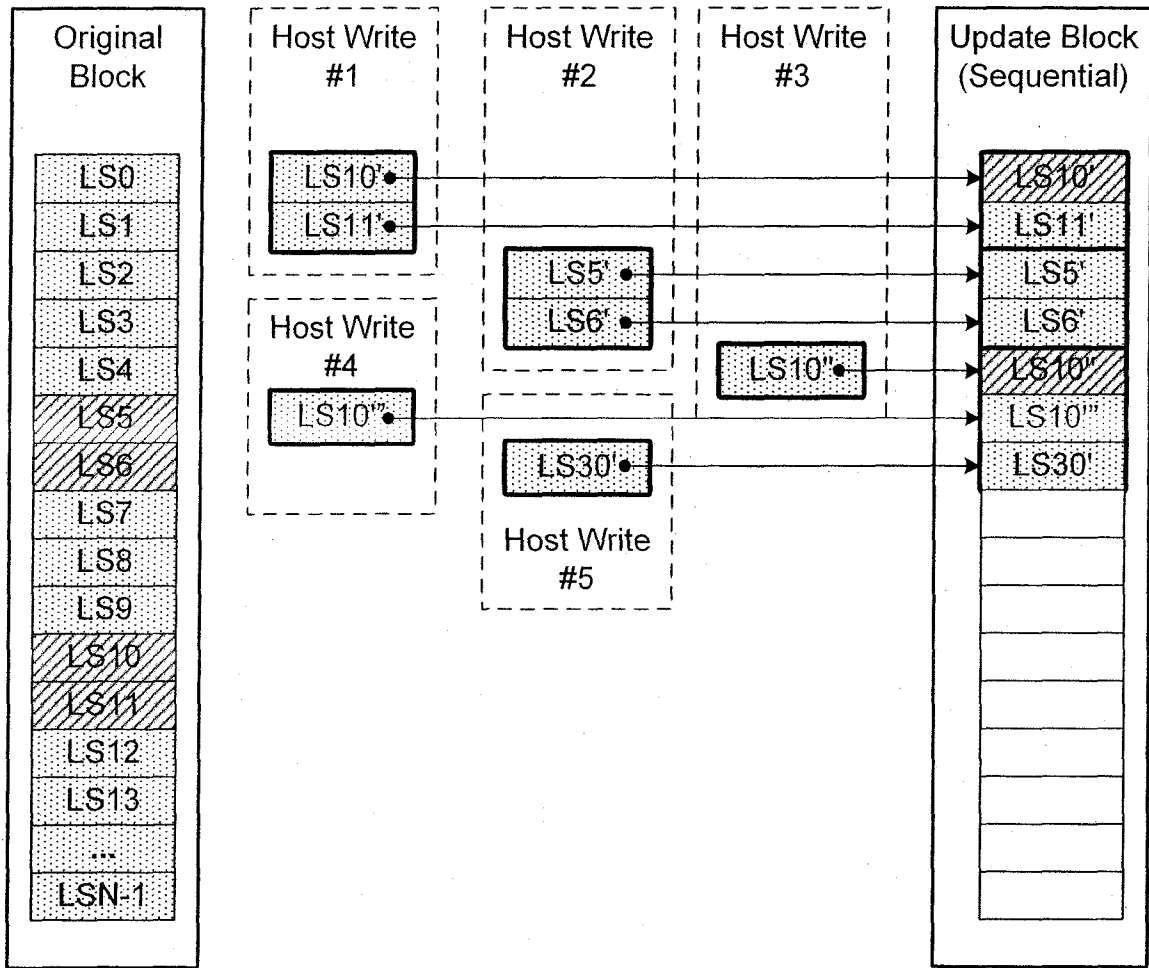 Original
Block
LS0
LS1
LS2
LS3
LS4
LS5
LS6
LS7
LS8
LS9
LS10
LS11
LS12
LS13
...
LSN-1
Host Write
#1
LS10'
LS11'
Host Write
#4
LS10'''
Host Write
#2
LS5'
LS6'
LS30'
Host Write
#5
Host Write
#3
LS10''
Update Block
(Sequential)
LS10'
LS11'
LS5'
LS6'
LS10''
LS10'''
LS30'